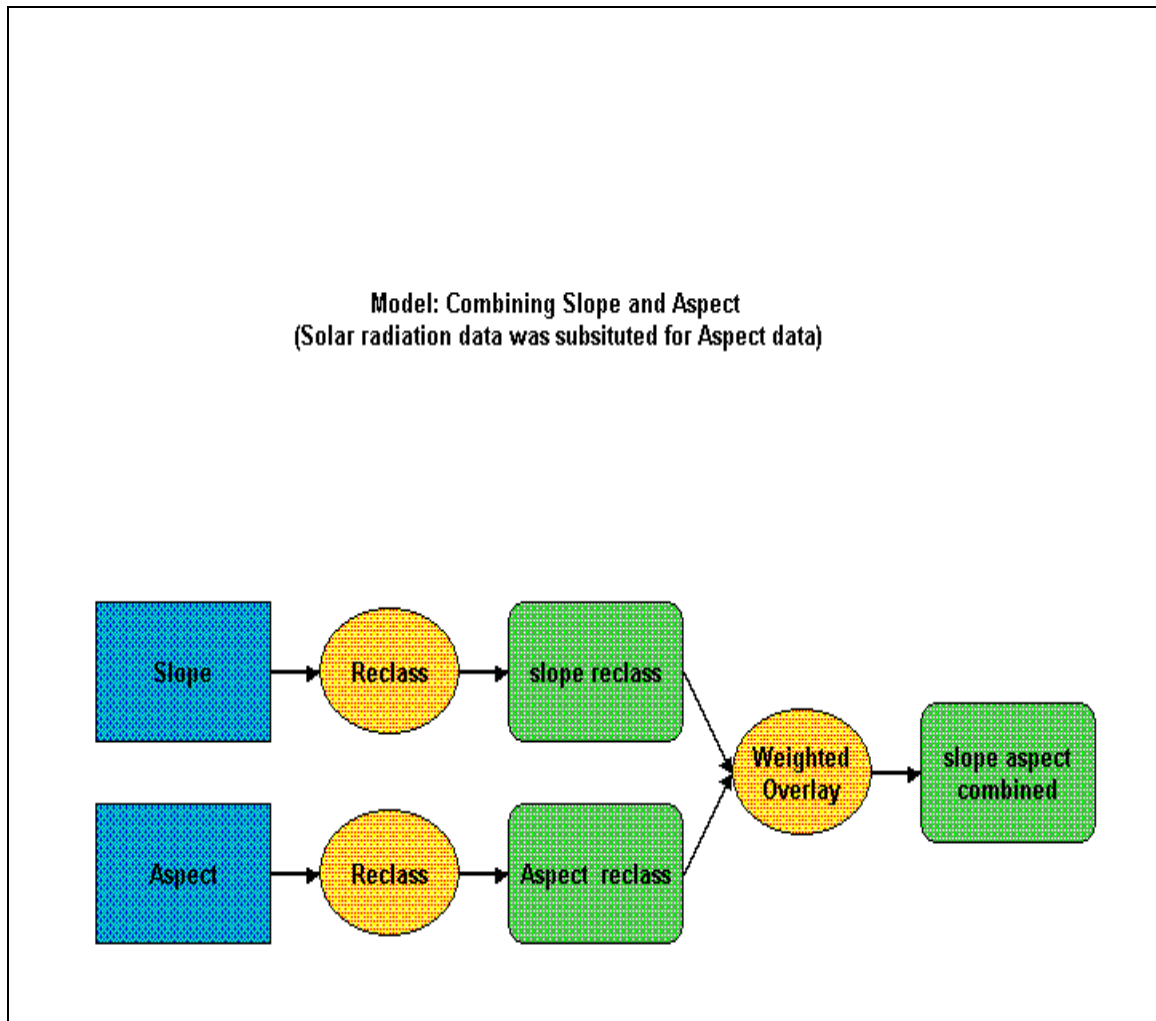 Model: Combining Slope and Aspect
(Solar radiation data was subsituted for Aspect data)
Slope
Reclass
slope reclass
Weighted
Overlay
slope aspect
combined
Aspect
Reclass
Aspect reclass